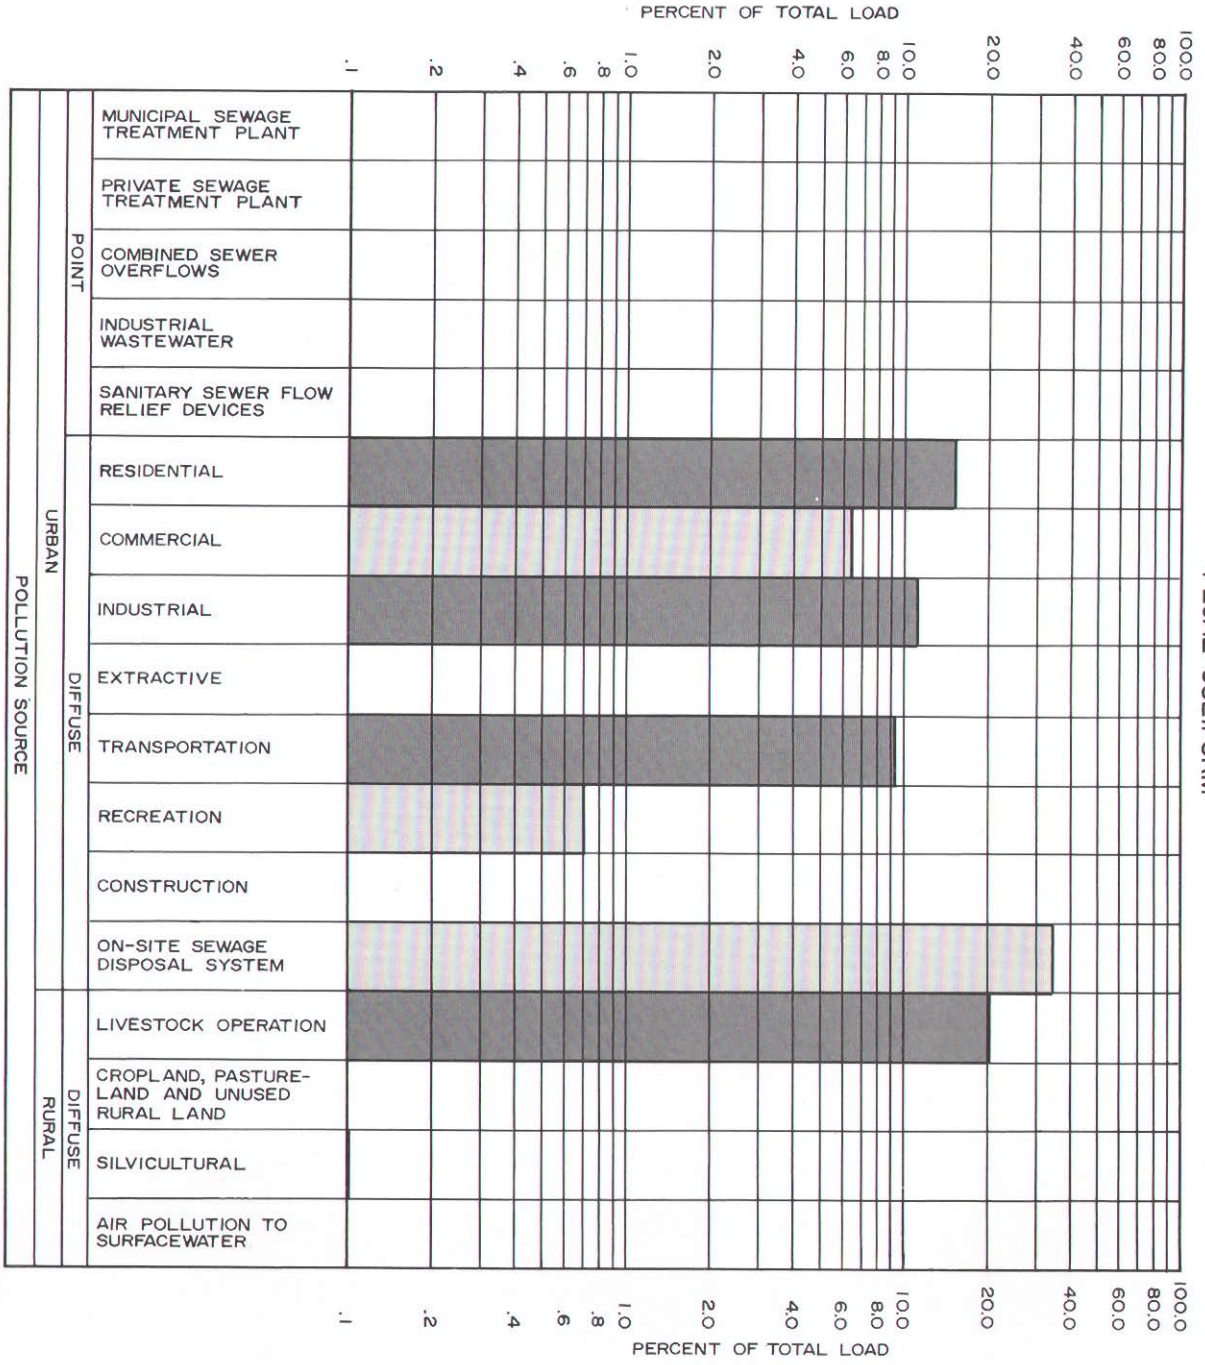 PERCENT OF TOTAL LOAD
.1 .2 .4 .6 .8 1.0 2.0 4.0 6.0 8.0 10.0 20.0 40.0 60.0 80.0 100.0
MUNICIPAL SEWAGE
TREATMENT PLANT
PRIVATE SEWAGE
TREATMENT PLANT
COMBINED SEWER
OVERFLOWS
INDUSTRIAL
WASTEWATER
SANITARY SEWER FLOW
RELIEF DEVICES
RESIDENTIAL
COMMERCIAL
INDUSTRIAL
EXTRACTIVE
TRANSPORTATION
RECREATION
CONSTRUCTION
ON-SITE SEWAGE
DISPOSAL SYSTEM
LIVESTOCK OPERATION
CROPLAND, PASTURE-
LAND AND UNUSED
RURAL LAND
SILVICULTURAL
AIR POLLUTION TO
SURFACEWATER
POINT
DIFFUSE
DIFFUSE
URBAN
RURAL
POLLUTION SOURCE
.1 .2 .4 .6 .8 1.0 2.0 4.0 6.0 8.0 10.0 20.0 40.0 60.0 80.0 100.0
PERCENT OF TOTAL LOAD